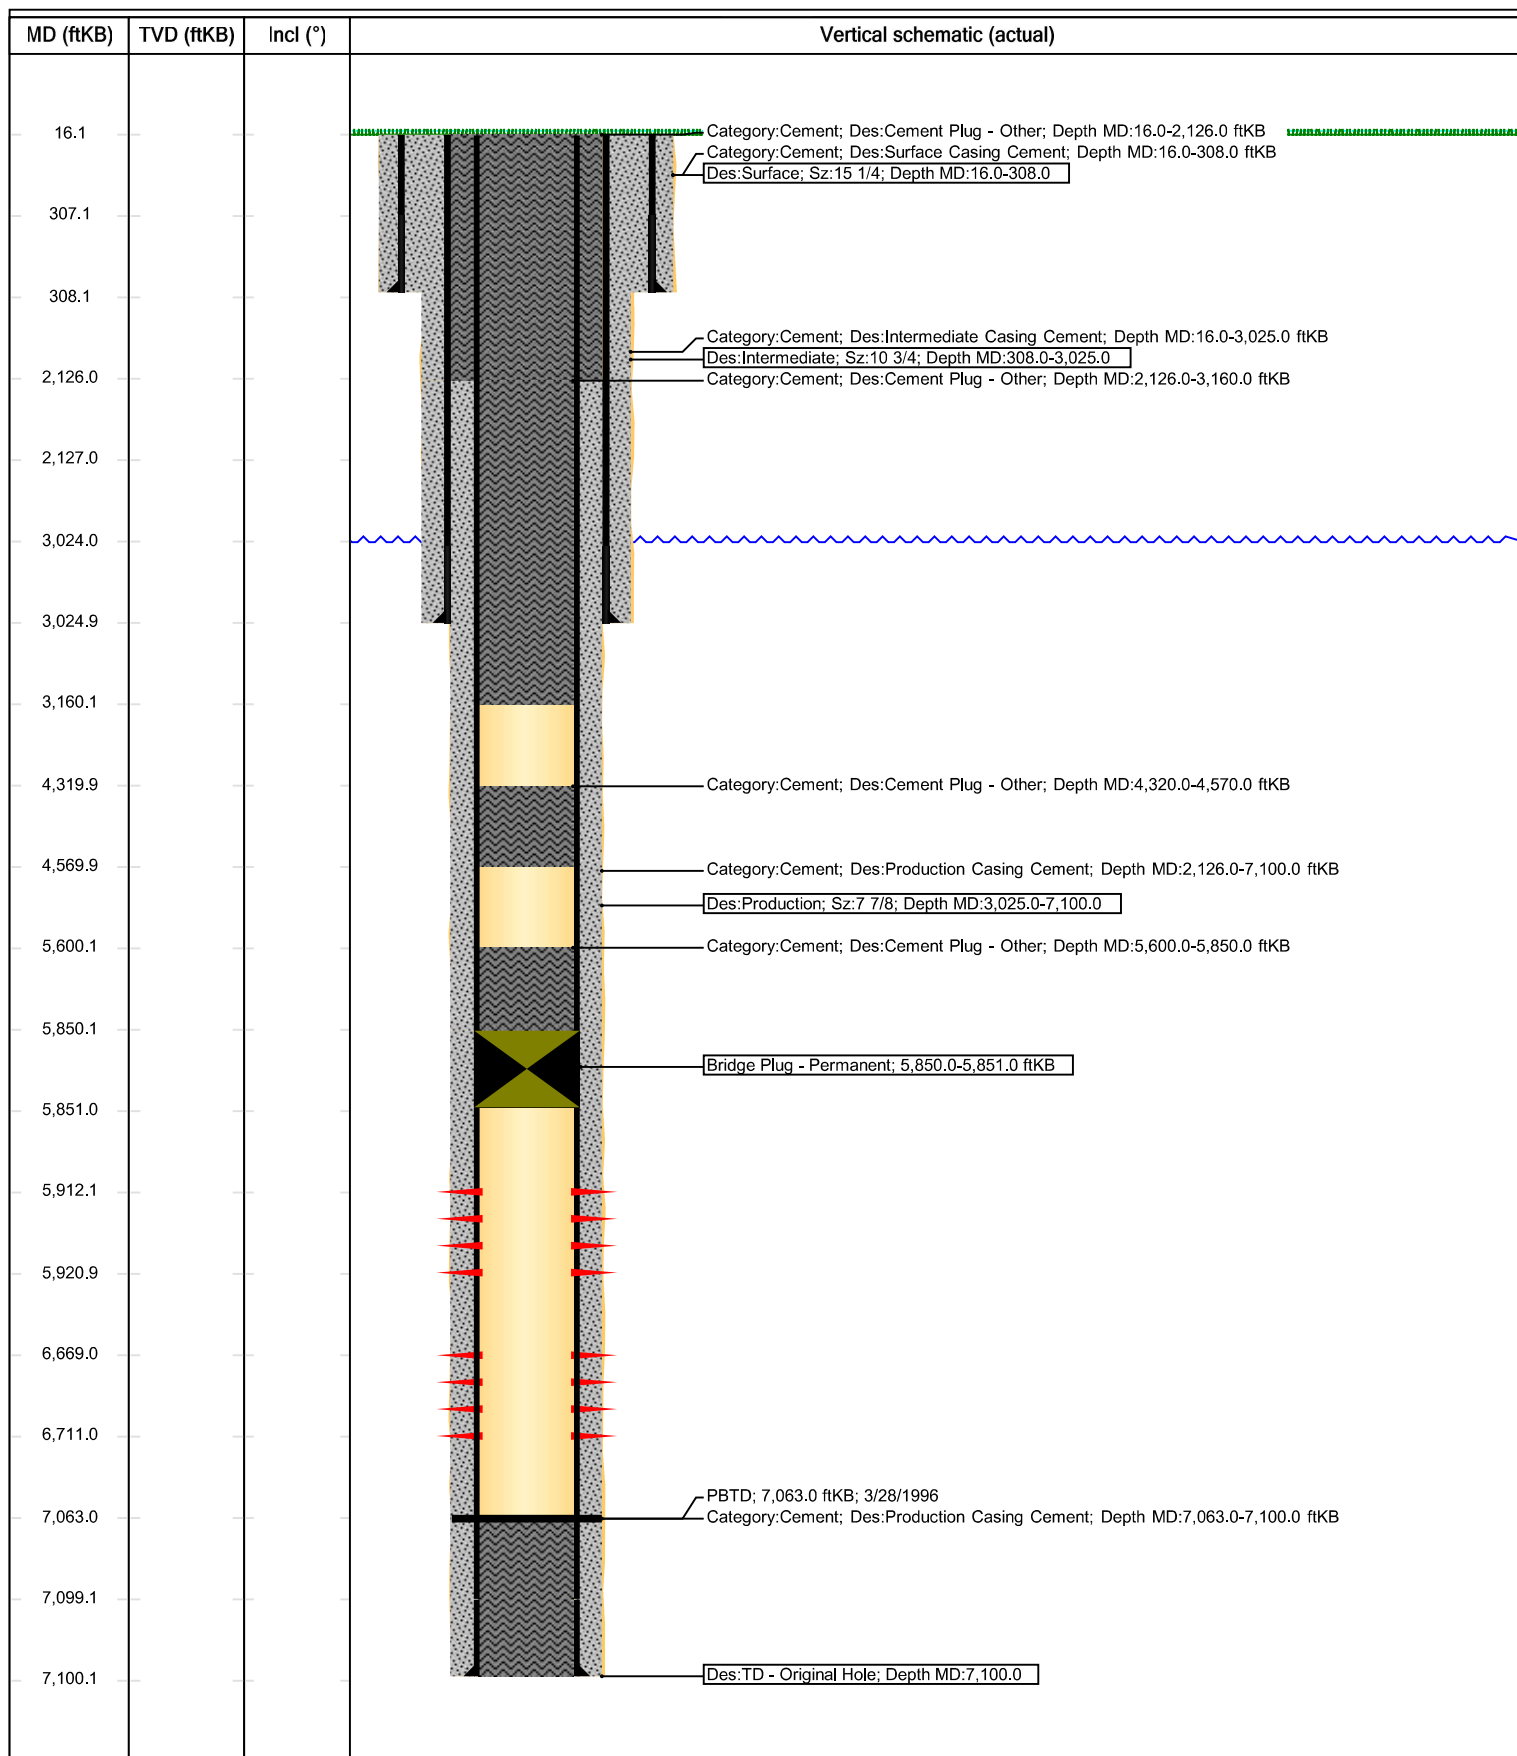 MD (ftKB) TVD (ftKB) Incl (°) Vertical schematic (actual)
16.1
Category:Cement; Des:Cement Plug - Other; Depth MD:16.0-2,126.0 ftKB
Category:Cement; Des:Surface Casing Cement; Depth MD:16.0-308.0 ftKB
Des:Surface; Sz:15 1/4; Depth MD:16.0-308.0
307.1
308.1
Category:Cement; Des:Intermediate Casing Cement; Depth MD:16.0-3,025.0 ftKB
Des:Intermediate; Sz:10 3/4; Depth MD:308.0-3,025.0
2,126.0
Category:Cement; Des:Cement Plug - Other; Depth MD:2,126.0-3,160.0 ftKB
2,127.0
3,024.0
3,024.9
3,160.1
4,319.9
Category:Cement; Des:Cement Plug - Other; Depth MD:4,320.0-4,570.0 ftKB
4,569.9
Category:Cement; Des:Production Casing Cement; Depth MD:2,126.0-7,100.0 ftKB
Des:Production; Sz:7 7/8; Depth MD:3,025.0-7,100.0
5,600.1
Category:Cement; Des:Cement Plug - Other; Depth MD:5,600.0-5,850.0 ftKB
5,850.1
Bridge Plug - Permanent; 5,850.0-5,851.0 ftKB
5,851.0
5,912.1
5,920.9
6,669.0
6,711.0
PBTD; 7,063.0 ftKB; 3/28/1996
7,063.0
Category:Cement; Des:Production Casing Cement; Depth MD:7,063.0-7,100.0 ftKB
7,099.1
Des:TD - Original Hole; Depth MD:7,100.0
7,100.1